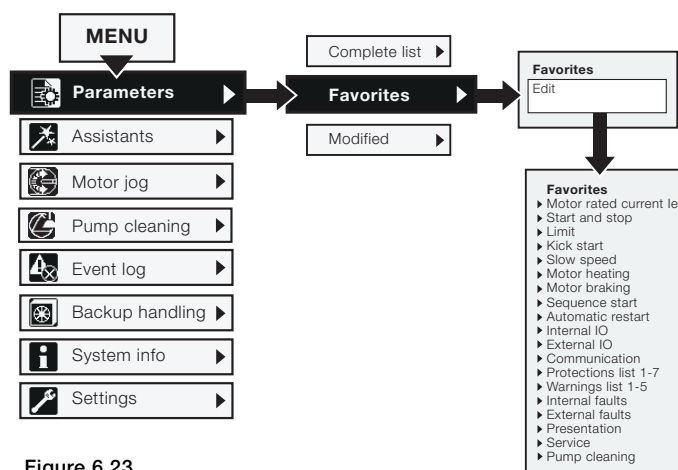 MENU
Parameters
Assistants
Motor jog
Pump cleaning
Event log
Backup handling
System info
Settings
Complete list
Favorites
Modified
Favorites
Edit
Favorites
Motor rated current le
Start and stop
Limit
Kick start
Slow speed
Motor heating
Motor braking
Sequence start
Automatic restart
Internal IO
External IO
Communication
Protections list 1-7
Warnings list 1-5
Internal faults
External faults
Presentation
Service
Pump cleaning
Figure 6.23